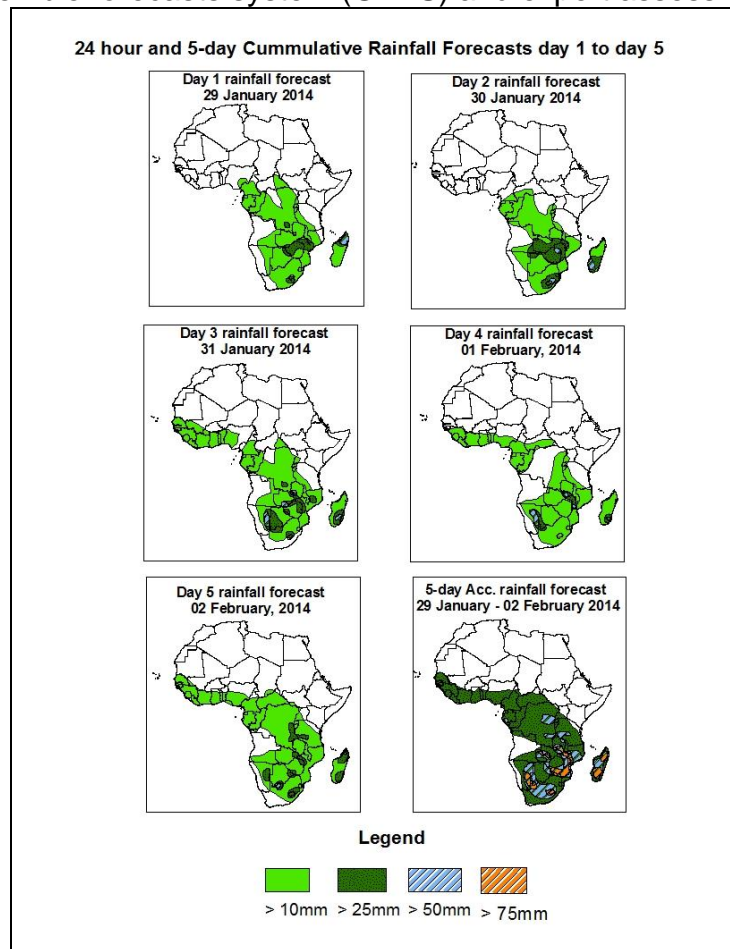 24 hour and 5-day Cummulative Rainfall Forecasts day 1 to day 5
Day 1 rainfall forecast
29 January 2014
Day 2 rainfall forecast
30 January 2014
Day 3 rainfall forecast
31 January 2014
Day 4 rainfall forecast
01 February, 2014
Day 5 rainfall forecast
02 February, 2014
5-day Acc. rainfall forecast
29 January - 02 February 2014
Legend
> 10mm > 25mm > 50mm > 75mm